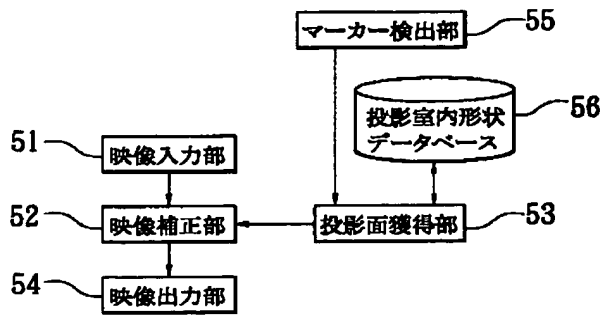 マーカー検出部
55
投影室内形状
データベース
56
51
映像入力部
52
映像補正部
投影面獲得部
53
54
映像出力部